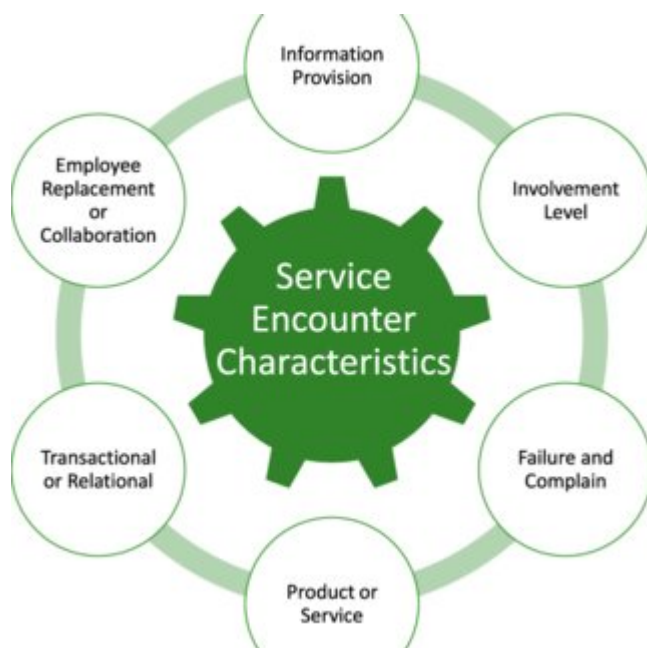 Information
Provision
Employee
Replacement
or
Collaboration
Involvement
Level
Service
Encounter
Characteristics
Transactional
or Relational
Failure and
Complain
Product or
Service